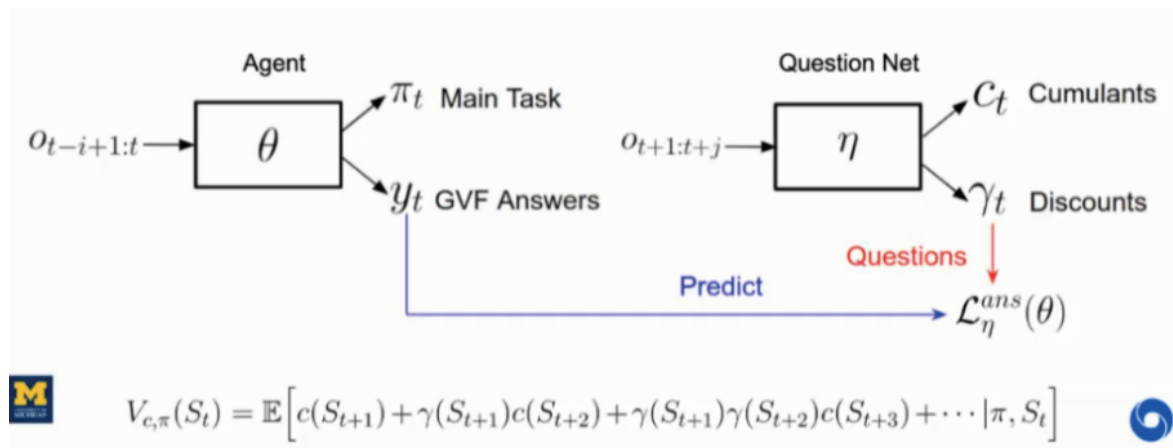 Agent
Question Net
π_t Main Task
c_t Cumulants
o_{t−i+1:t}
θ
o_{t+1:t+j}
η
y_t GVF Answers
γ_t Discounts
Questions
Predict
ℒ_η^{ans}(θ)
M
V_{c,π}(S_t) = 𝔼[c(S_{t+1}) + γ(S_{t+1})c(S_{t+2}) + γ(S_{t+1})γ(S_{t+2})c(S_{t+3}) + ⋯ |π, S_t]